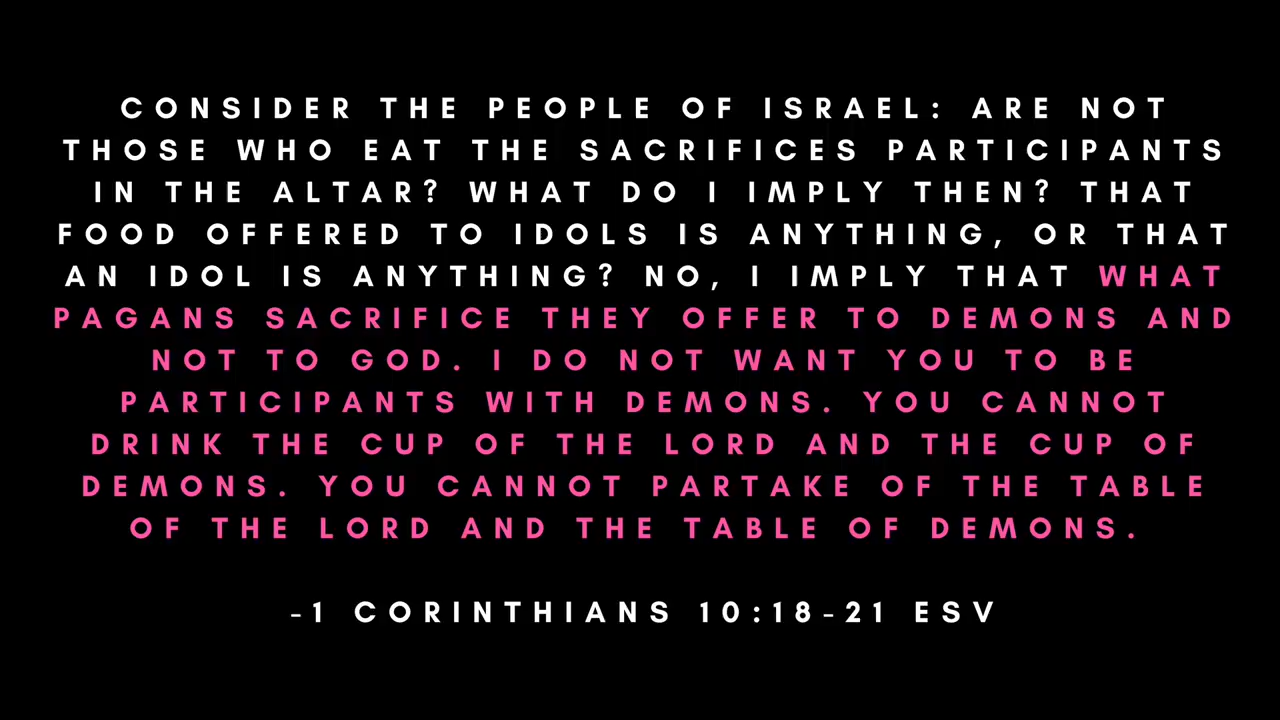 CONSIDER THE PEOPLE OF ISRAEL: ARE NOT
THOSE WHO EAT THE SACRIFICES PARTICIPANTS
IN THE ALTAR? WHAT DO I IMPLY THEN? THAT
FOOD OFFERED TO IDOLS IS ANYTHING, OR THAT
AN IDOL IS ANYTHING? NO, I IMPLY THAT WHAT
PAGANS SACRIFICE THEY OFFER TO DEMONS AND
NOT TO GOD. I DO NOT WANT YOU TO BE
PARTICIPANTS WITH DEMONS. YOU CANNOT
DRINK THE CUP OF THE LORD AND THE CUP OF
DEMONS. YOU CANNOT PARTAKE OF THE TABLE
OF THE LORD AND THE TABLE OF DEMONS.
-1 CORINTHIANS 10:18-21 ESV